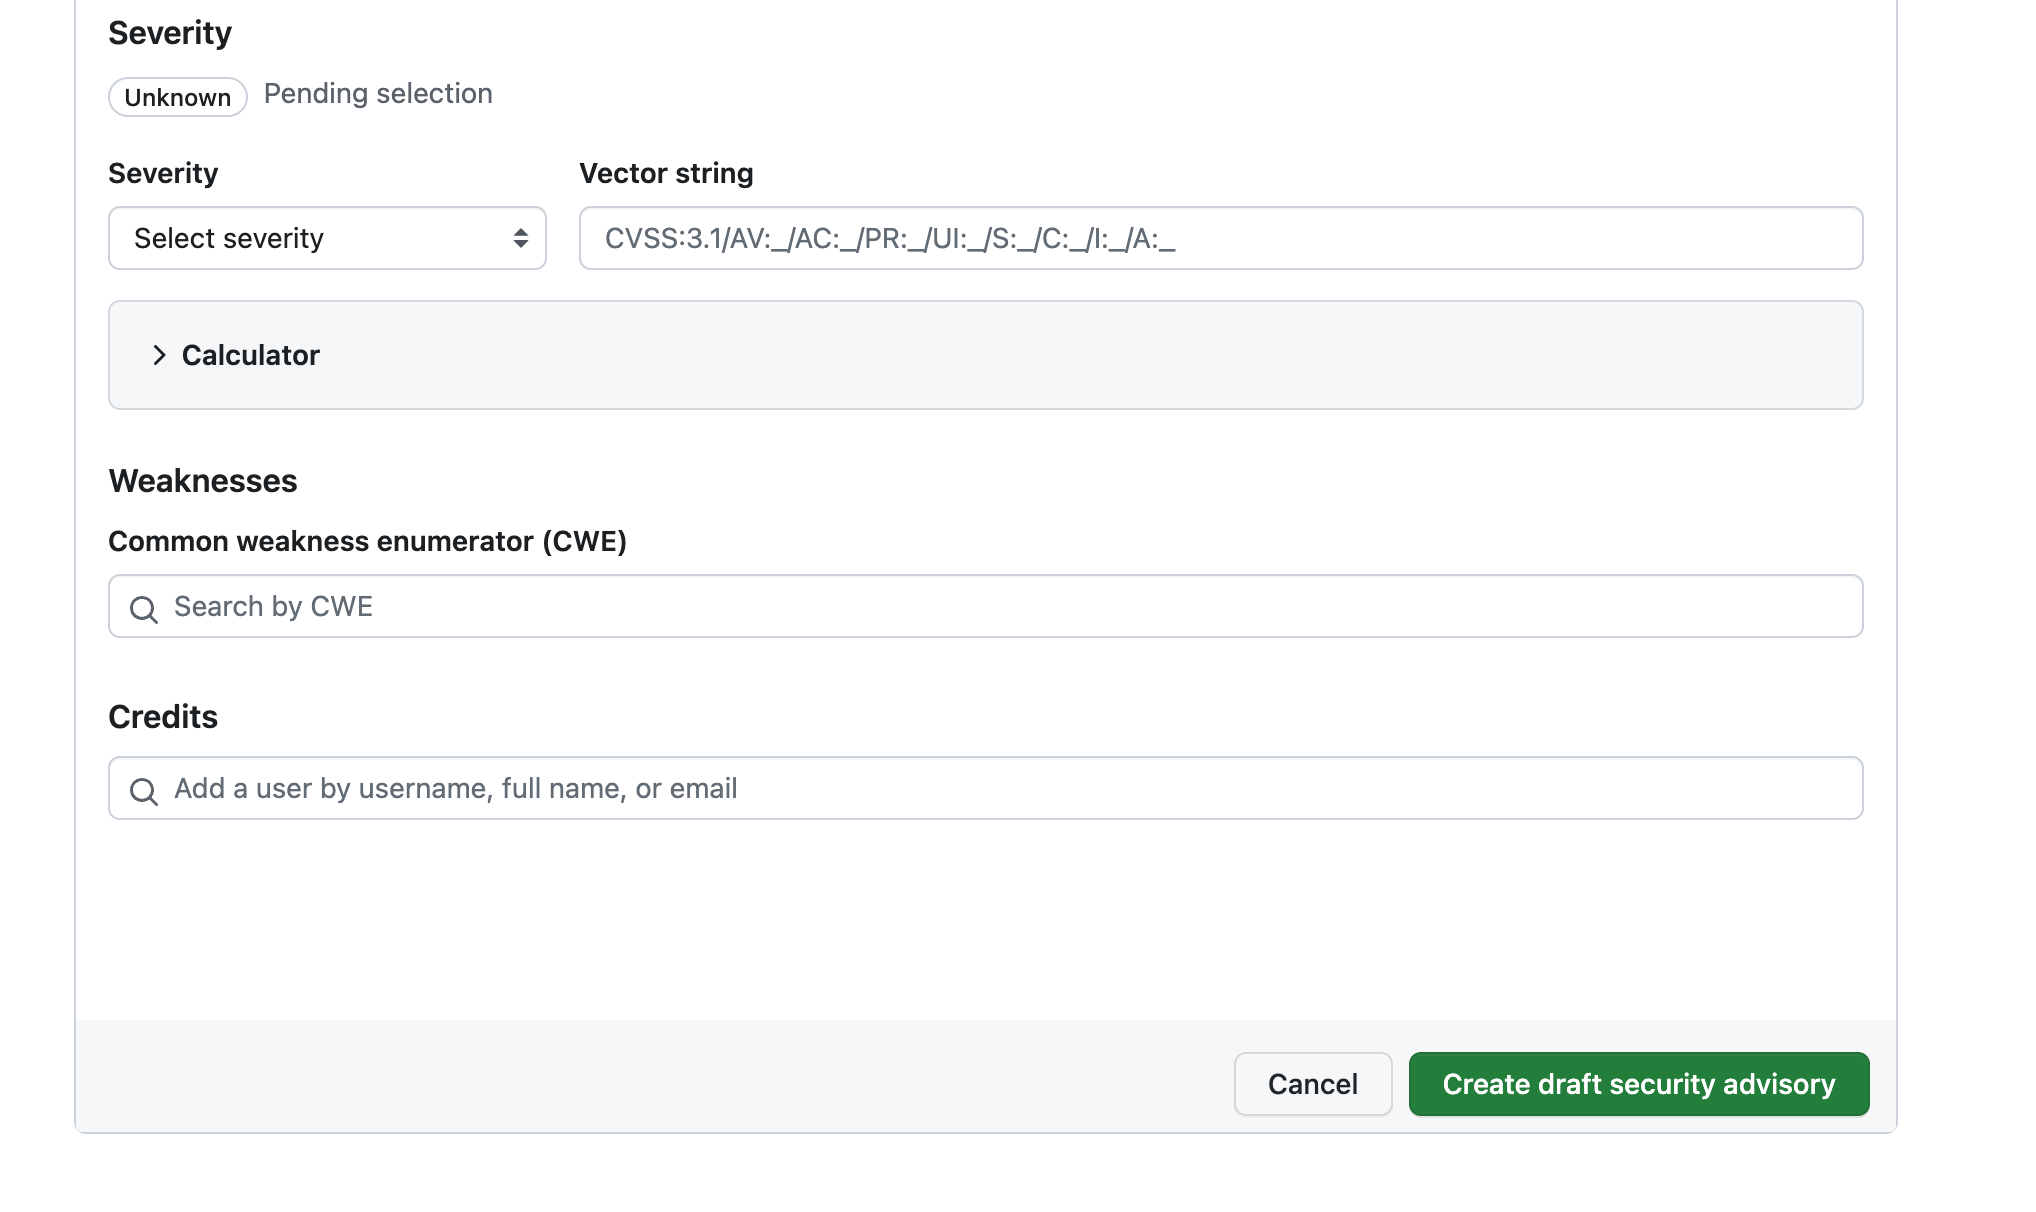 Severity
Unknown Pending selection
Severity Vector string
Select severity CVSS:3.1/AV:_/AC:_/PR:_/UI:_/S:_/C:_/I:_/A:_
Calculator
Weaknesses
Common weakness enumerator (CWE)
Search by CWE
Credits
Add a user by username, full name, or email
Cancel Create draft security advisory